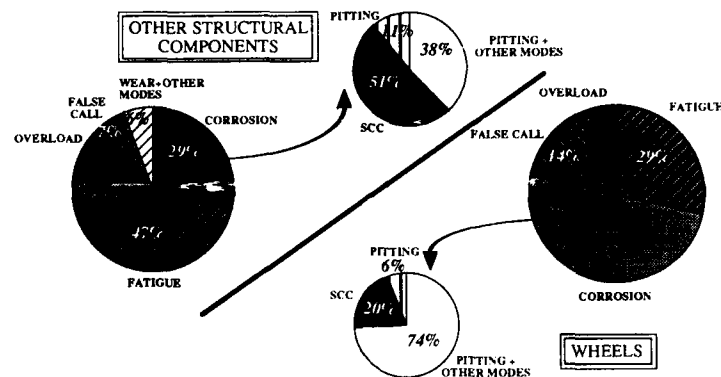 OTHER STRUCTURAL
COMPONENTS
PITTING
11%
38%
PITTING +
OTHER MODES
51%
SCC
WEAR+OTHER
MODES
FALSE
CALL
OVERLOAD
CORROSION
29%
FATIGUE
OVERLOAD
FATIGUE
FALSE CALL
14%
29%
CORROSION
PITTING
6%
SCC
20%
74%
PITTING +
OTHER MODES
WHEELS